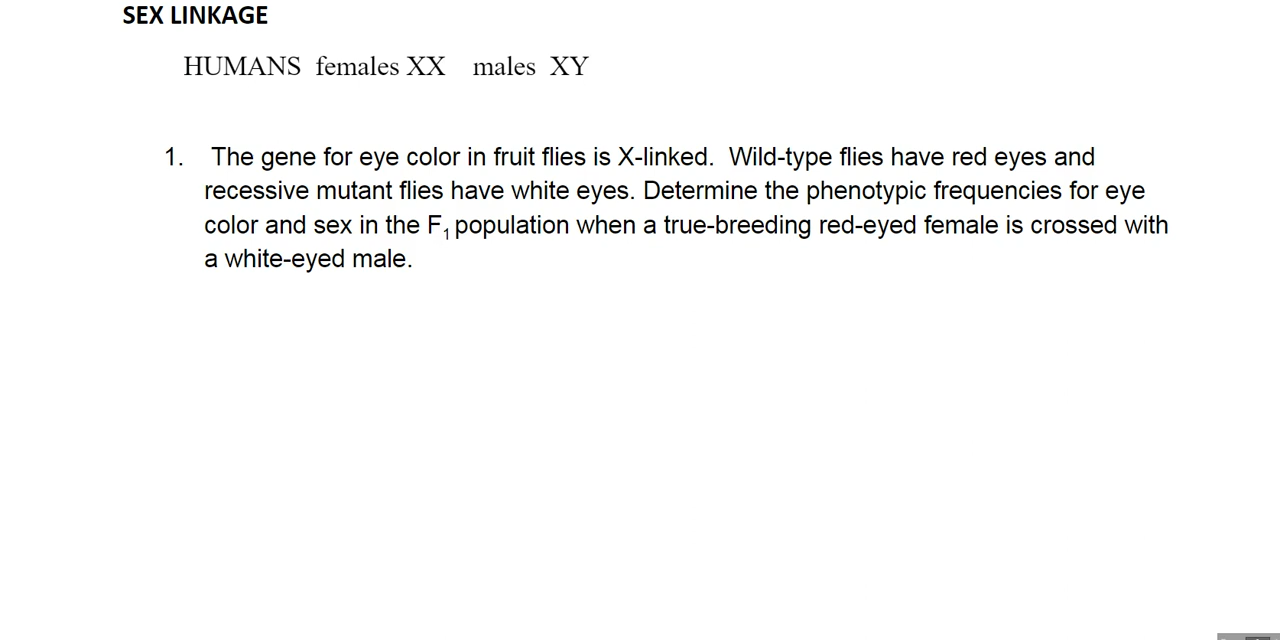 SEX LINKAGE
HUMANS females XX males XY
1. The gene for eye color in fruit flies is X-linked. Wild-type flies have red eyes and
recessive mutant flies have white eyes. Determine the phenotypic frequencies for eye
color and sex in the F₁ population when a true-breeding red-eyed female is crossed with
a white-eyed male.